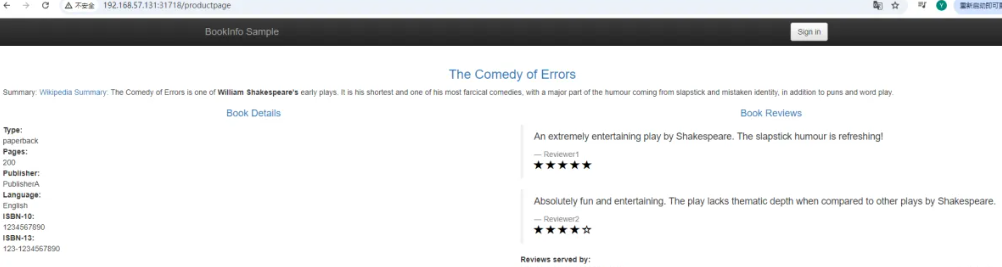 不安全 192.168.57.131:31718/productpage
Y
重新启动即可更
BookInfo Sample
Sign in
The Comedy of Errors
Summary: Wikipedia Summary: The Comedy of Errors is one of William Shakespeare's early plays. It is his shortest and one of his most farcical comedies, with a major part of the humour coming from slapstick and mistaken identity, in addition to puns and word play.
Book Details
Book Reviews
Type:
paperback
Pages:
200
Publisher:
PublisherA
Language:
English
ISBN-10:
1234567890
ISBN-13:
123-1234567890
An extremely entertaining play by Shakespeare. The slapstick humour is refreshing!
— Reviewer1
★★★★★
Absolutely fun and entertaining. The play lacks thematic depth when compared to other plays by Shakespeare.
— Reviewer2
★★★★☆
Reviews served by: